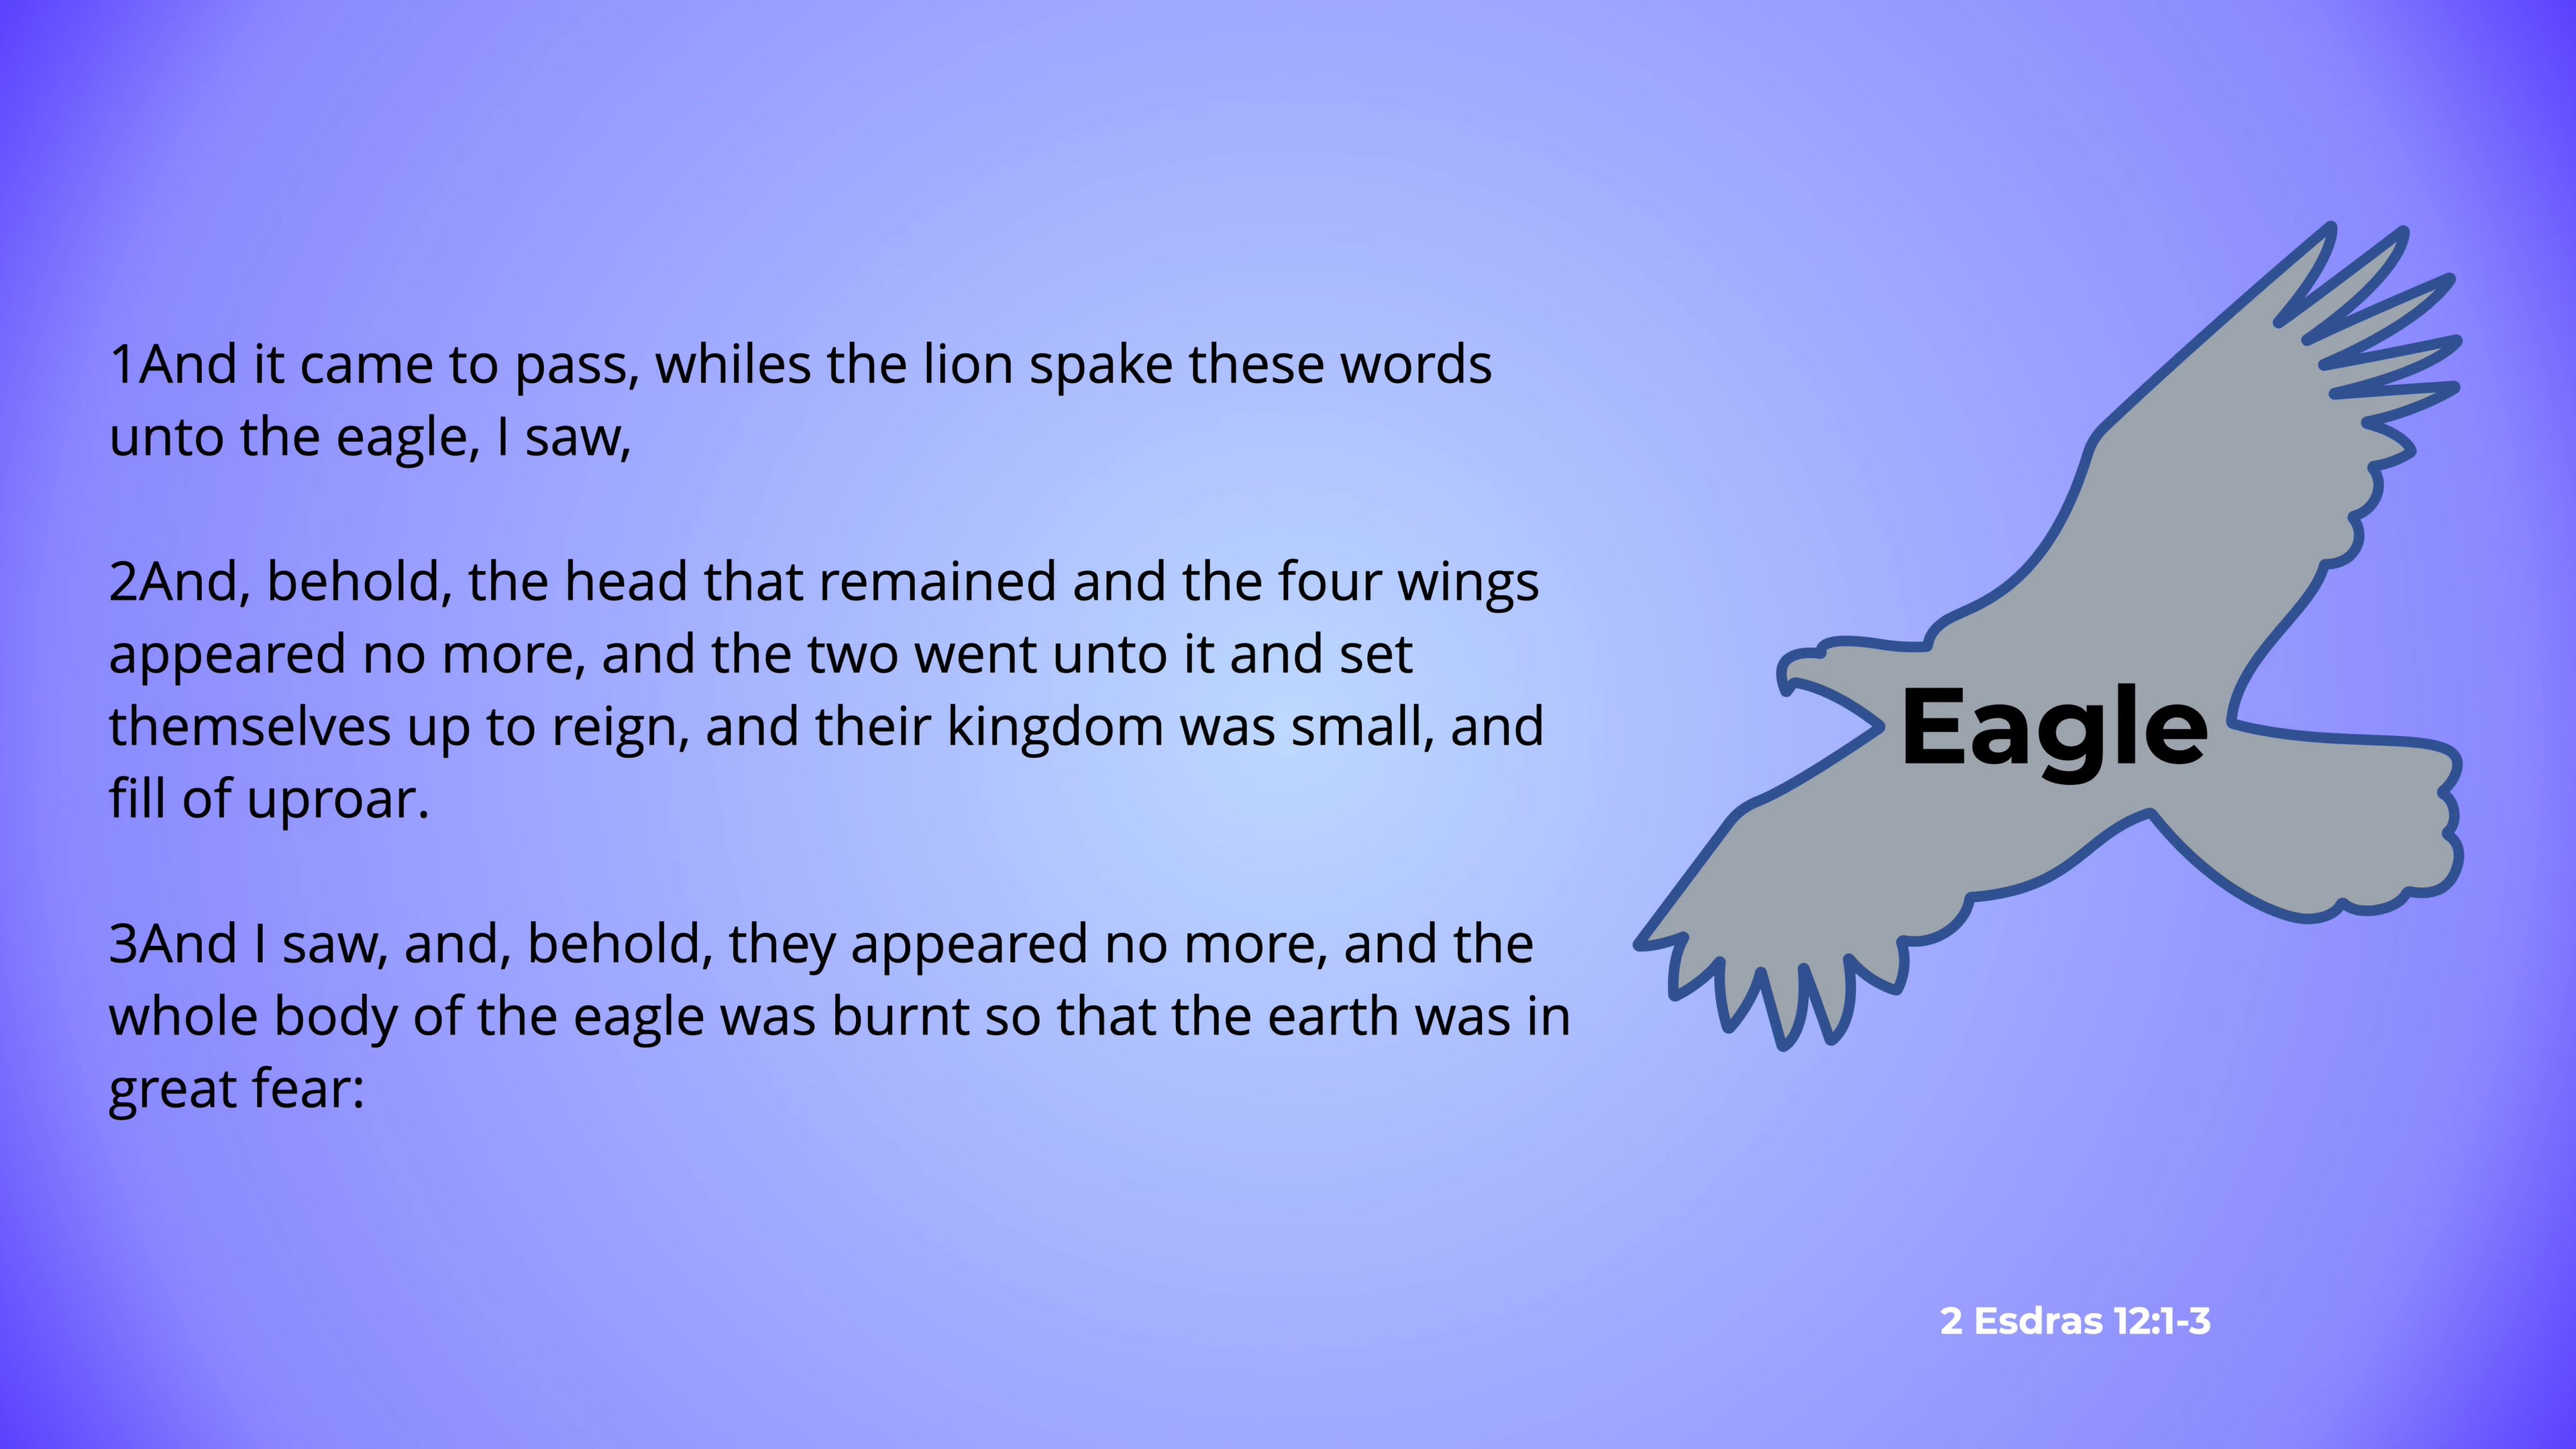 1And it came to pass, whiles the lion spake these words
unto the eagle, I saw,
2And, behold, the head that remained and the four wings
appeared no more, and the two went unto it and set
themselves up to reign, and their kingdom was small, and
fill of uproar.
3And I saw, and, behold, they appeared no more, and the
whole body of the eagle was burnt so that the earth was in
great fear:
Eagle
2 Esdras 12:1-3